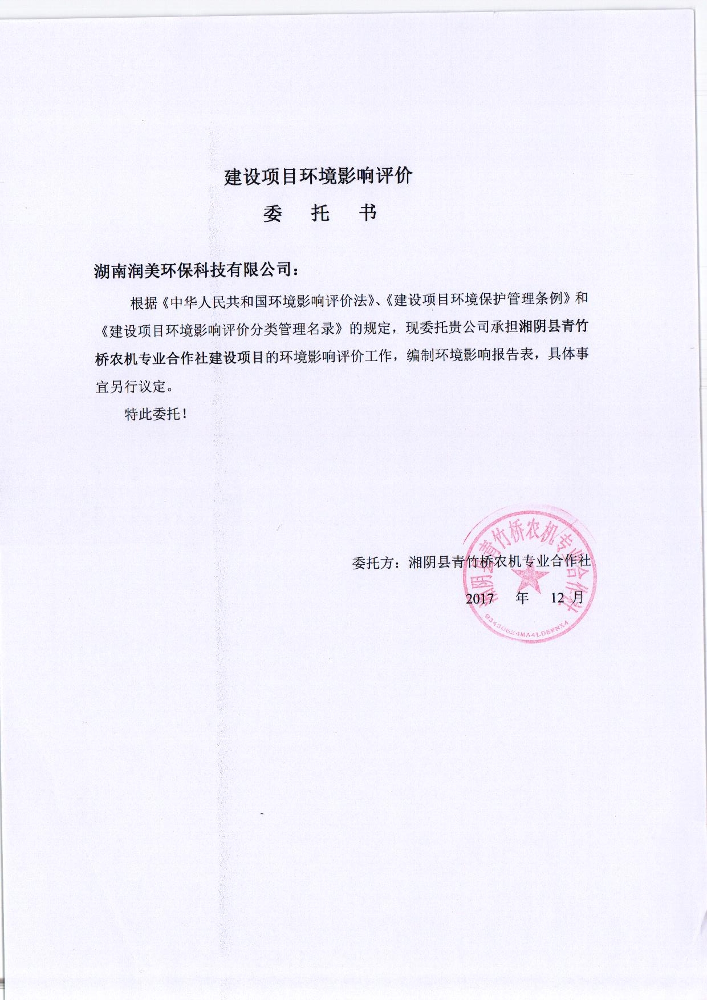 建设项目环境影响评价
委 托 书
湖南润美环保科技有限公司：
根据《中华人民共和国环境影响评价法》、《建设项目环境保护管理条例》和
《建设项目环境影响评价分类管理名录》的规定，现委托贵公司承担湘阴县青竹
桥农机专业合作社建设项目的环境影响评价工作，编制环境影响报告表，具体事
宜另行议定。
特此委托！
委托方：湘阴县青竹桥农机专业合作社
2017 年 12 月
湘阴县青竹桥农机专业合作社
93430624MA4LD5WNX4